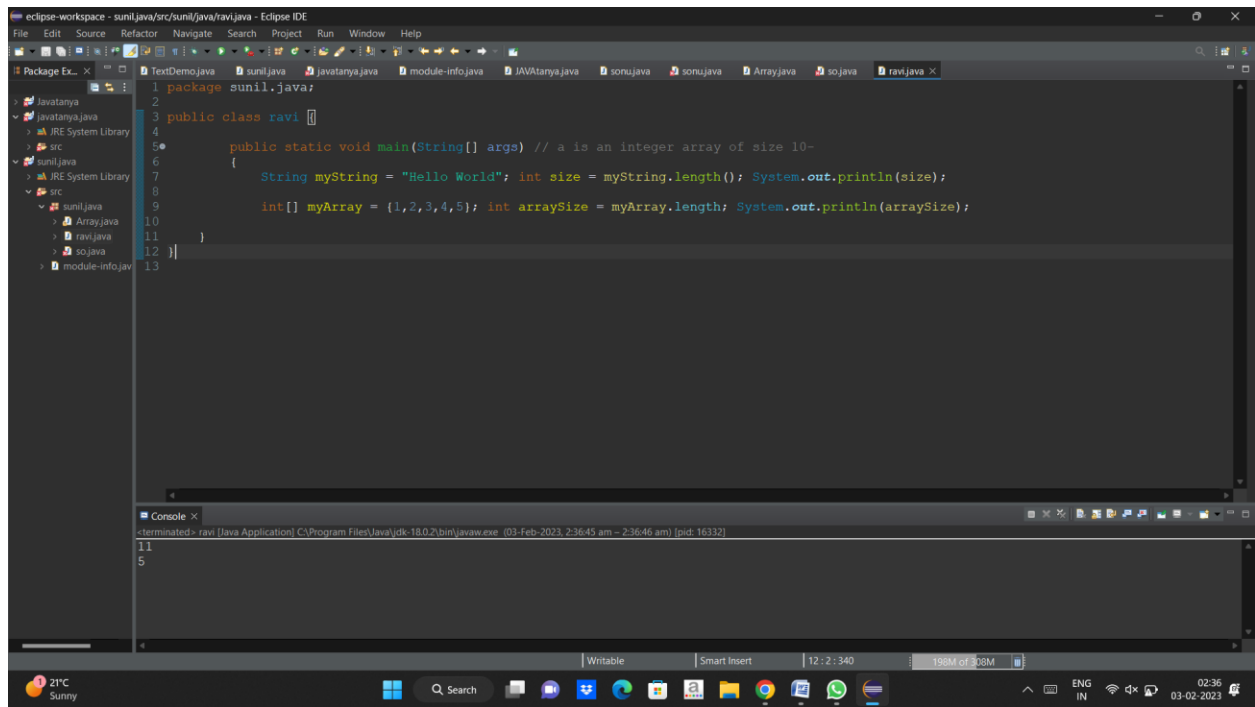 eclipse-workspace - sunil.java/src/sunil/java/ravi.java - Eclipse IDE
File Edit Source Refactor Navigate Search Project Run Window Help
Package Ex... TextDemo.java sunil.java javatanya.java module-info.java JAVAtanya.java sonu.java sonu.java Array.java so.java ravi.java
Javatanya
javatanya.java
JRE System Library
src
sunil.java
JRE System Library
src
sunil.java
Array.java
ravi.java
so.java
module-info.jav
1 package sunil.java;
2
3 public class ravi {
4
5 public static void main(String[] args) // a is an integer array of size 10-
6 {
7 String myString = "Hello World"; int size = myString.length(); System.out.println(size);
8
9 int[] myArray = {1,2,3,4,5}; int arraySize = myArray.length; System.out.println(arraySize);
10
11 }
12 }
13
Console
<terminated> ravi [Java Application] C:\Program Files\Java\jdk-18.0.2\bin\javaw.exe (03-Feb-2023, 2:36:45 am – 2:36:46 am) [pid: 16332]
11
5
Writable Smart Insert 12 : 2 : 340 198M of 308M
1
21°C
Sunny
Search
a
ENG
IN
02:36
03-02-2023